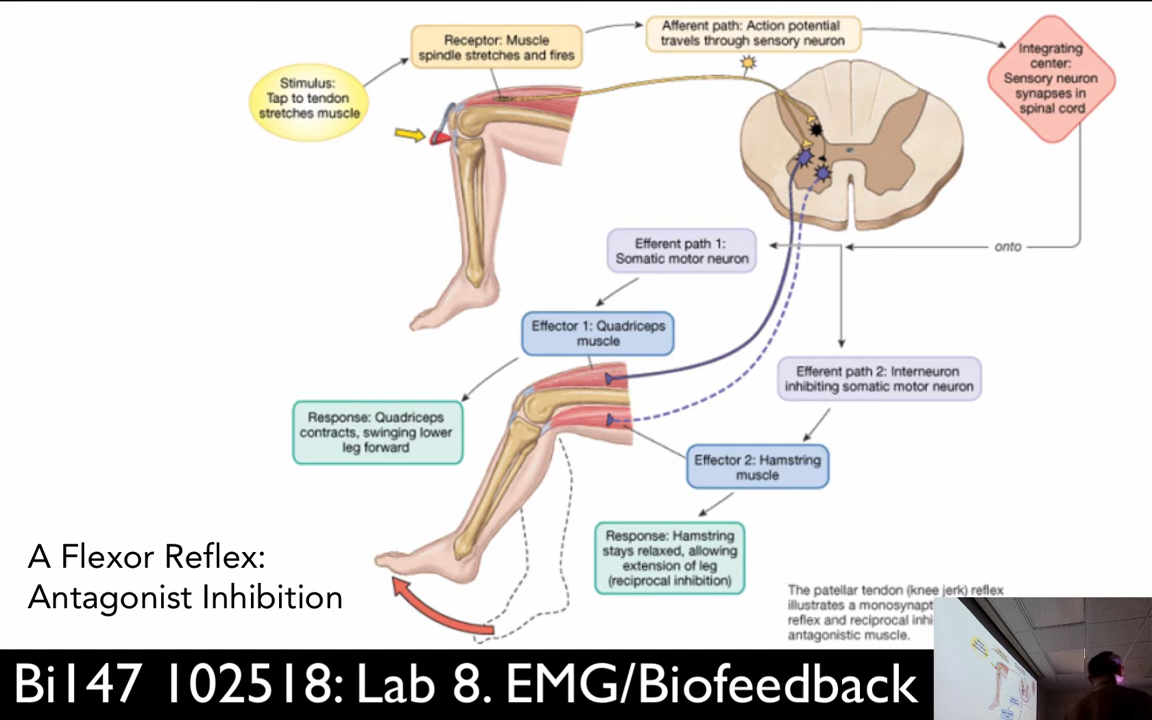 Stimulus:
Tap to tendon
stretches muscle
Receptor: Muscle
spindle stretches and fires
Afferent path: Action potential
travels through sensory neuron
Integrating
center:
Sensory neuron
synapses in
spinal cord
onto
Efferent path 1:
Somatic motor neuron
Effector 1: Quadriceps
muscle
Response: Quadriceps
contracts, swinging lower
leg forward
Efferent path 2: Interneuron
inhibiting somatic motor neuron
Effector 2: Hamstring
muscle
Response: Hamstring
stays relaxed, allowing
extension of leg
(reciprocal inhibition)
A Flexor Reflex:
Antagonist Inhibition
The patellar tendon (knee jerk) reflex
illustrates a
reflex and reciprocal
antagonistic muscle.
Bi147 102518: Lab 8. EMG/Biofeedback